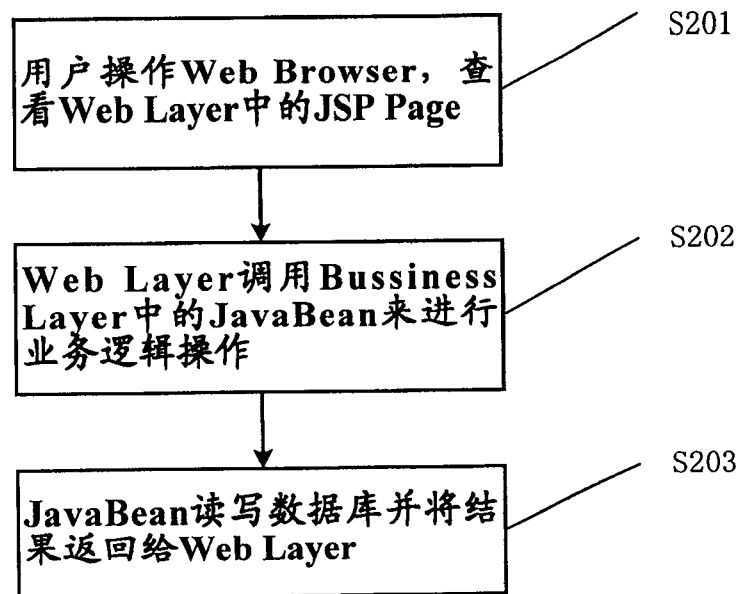 S201
用户操作Web Browser，查
看Web Layer中的JSP Page
S202
Web Layer调用Bussiness
Layer中的JavaBean来进行
业务逻辑操作
S203
JavaBean读写数据库并将结
果返回给Web Layer